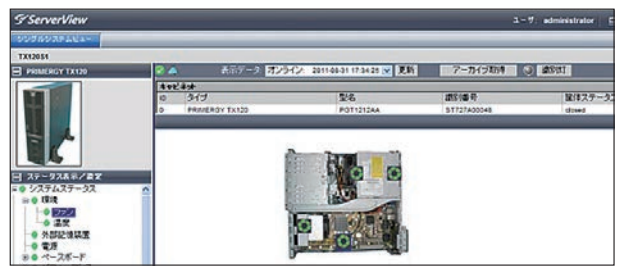 ServerView
ユーザ: administrator
シングルシステムビュー
TX120S1
PRIMERGY TX120
表示データ オンライン: 2011-08-31 17:34:25 更新 アーカイブ取得 識別灯
キャビネット
ID タイプ 型名 識別番号 筐体ステータス
0 PRIMERGY TX120 PGT1212AA closed
ステータス表示/設定
システムステータス
環境
ファン
温度
外部記憶装置
電源
ベースボード